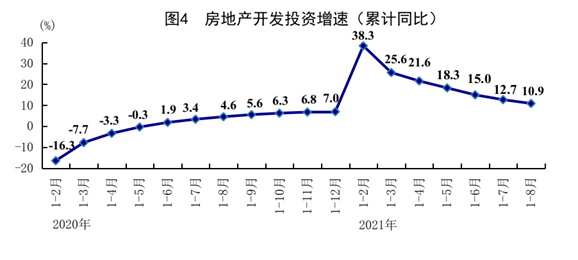 图4　房地产开发投资增速（累计同比）
(%)
40
30
20
10
0
-10
-20
-16.3
-7.7
-3.3
-0.3
1.9
3.4
4.6
5.6
6.3
6.8
7.0
38.3
25.6
21.6
18.3
15.0
12.7
10.9
1-2月
1-3月
1-4月
1-5月
1-6月
1-7月
1-8月
1-9月
1-10月
1-11月
1-12月
1-2月
1-3月
1-4月
1-5月
1-6月
1-7月
1-8月
2020年
2021年